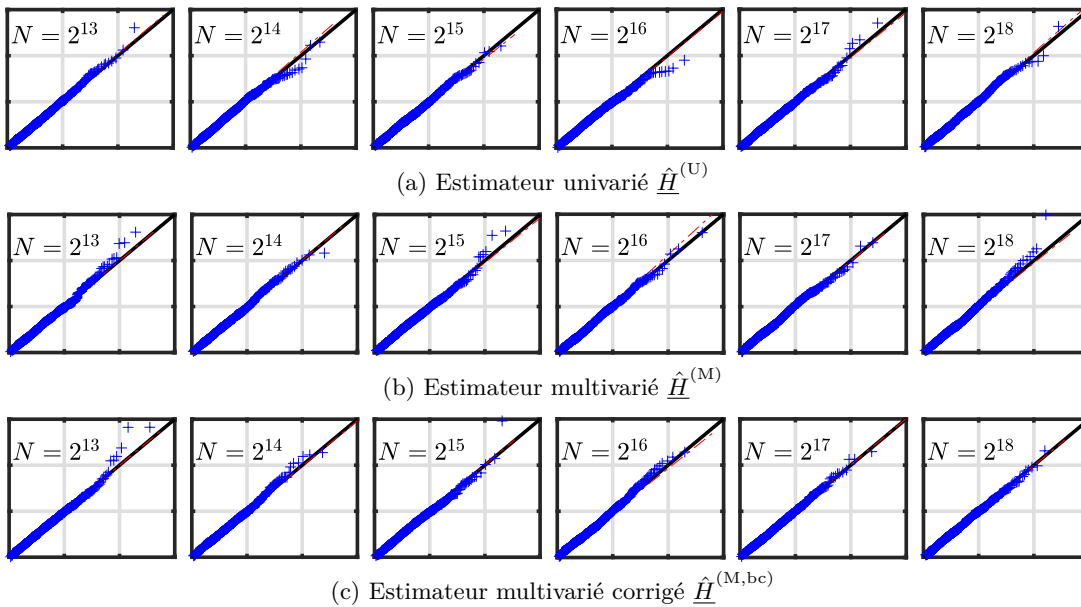 N = 2^13 N = 2^14 N = 2^15 N = 2^16 N = 2^17 N = 2^18
(a) Estimateur univarié Ĥ^(U)
N = 2^13 N = 2^14 N = 2^15 N = 2^16 N = 2^17 N = 2^18
(b) Estimateur multivarié Ĥ^(M)
N = 2^13 N = 2^14 N = 2^15 N = 2^16 N = 2^17 N = 2^18
(c) Estimateur multivarié corrigé Ĥ^(M,bc)